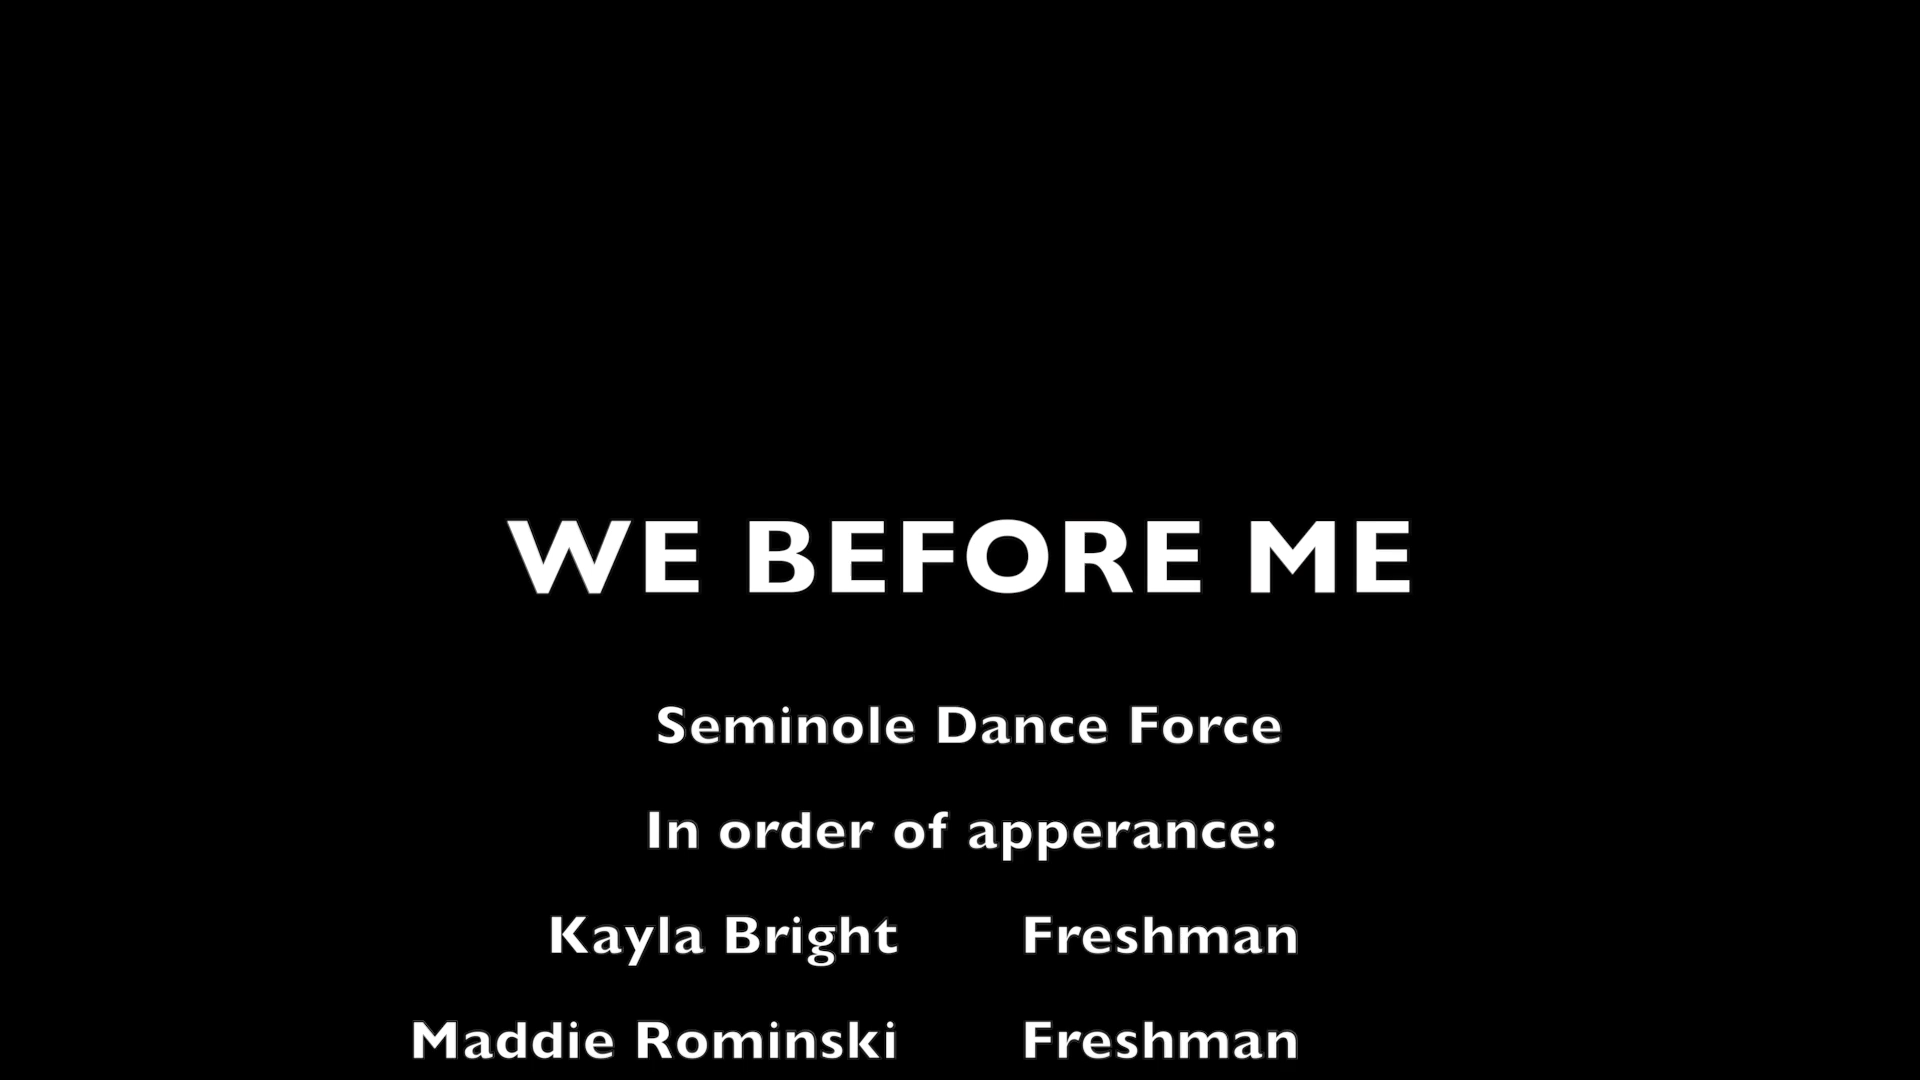 WE BEFORE ME
Seminole Dance Force
In order of apperance:
Kayla Bright Freshman
Maddie Rominski Freshman